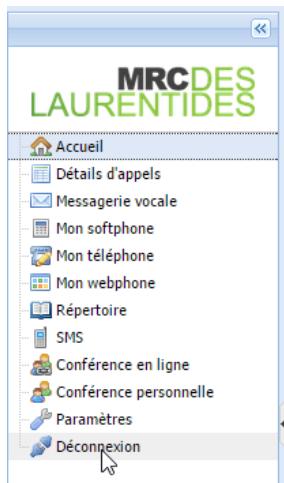 MRCDES
LAURENTIDES
Accueil
Détails d'appels
Messagerie vocale
Mon softphone
Mon téléphone
Mon webphone
Répertoire
SMS
Conférence en ligne
Conférence personnelle
Paramètres
Déconnexion